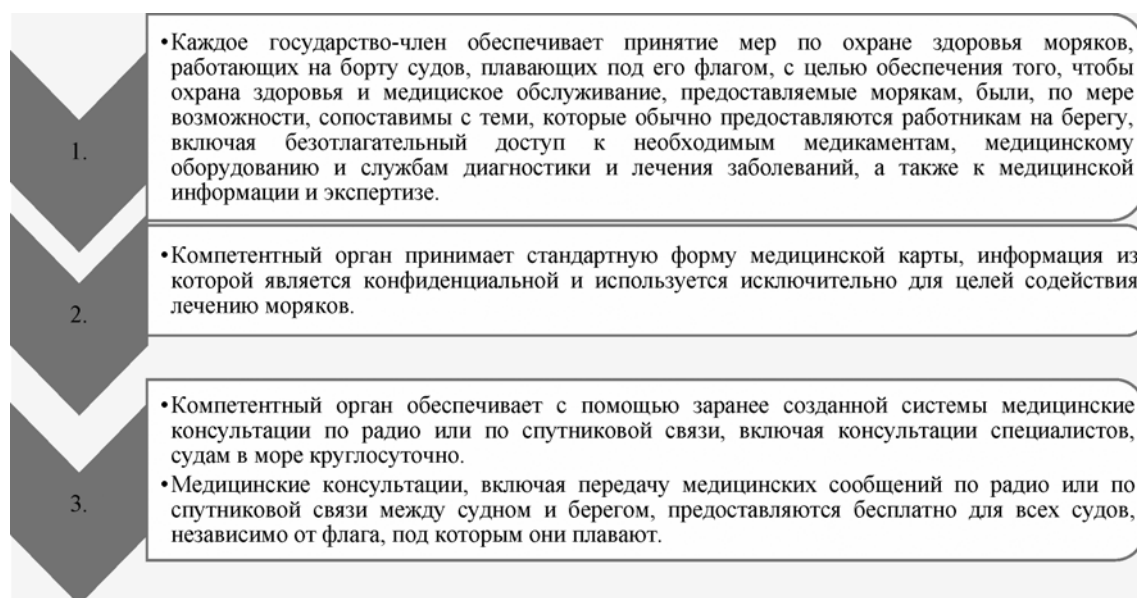 •Каждое государство-член обеспечивает принятие мер по охране здоровья моряков,
работающих на борту судов, плавающих под его флагом, с целью обеспечения того, чтобы
охрана здоровья и медициское обслуживание, предоставляемые морякам, были, по мере
возможности, сопоставимы с теми, которые обычно предоставляются работникам на берегу,
1.
включая безотлагательный доступ к необходимым медикаментам, медицинскому
оборудованию и службам диагностики и лечения заболеваний, а также к медицинской
информации и экспертизе.
•Компетентный орган принимает стандартную форму медицинской карты, информация из
которой является конфиденциальной и используется исключительно для целей содействия
лечению моряков.
2.
•Компетентный орган обеспечивает с помощью заранее созданной системы медицинские
консультации по радио или по спутниковой связи, включая консультации специалистов,
судам в море круглосуточно.
•Медицинские консультации, включая передачу медицинских сообщений по радио или по
3.
спутниковой связи между судном и берегом, предоставляются бесплатно для всех судов,
независимо от флага, под которым они плавают.